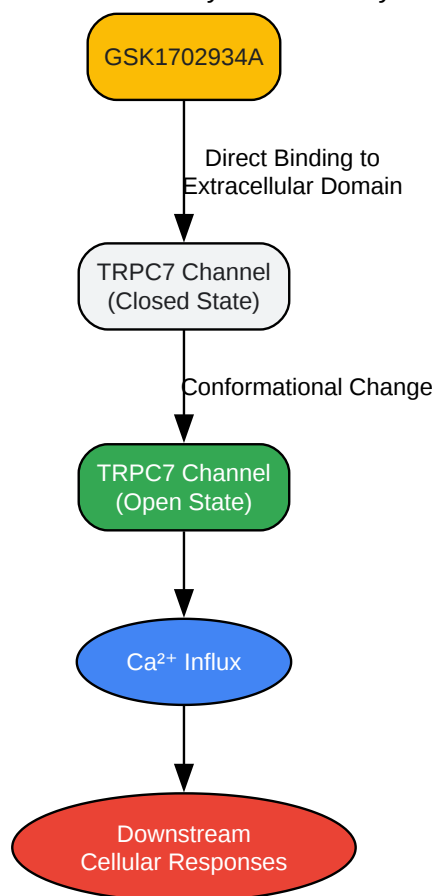 GSK1702934A
Direct Binding to
Extracellular Domain
TRPC7 Channel
(Closed State)
Conformational Change
TRPC7 Channel
(Open State)
Ca²⁺ Influx
Downstream
Cellular Responses